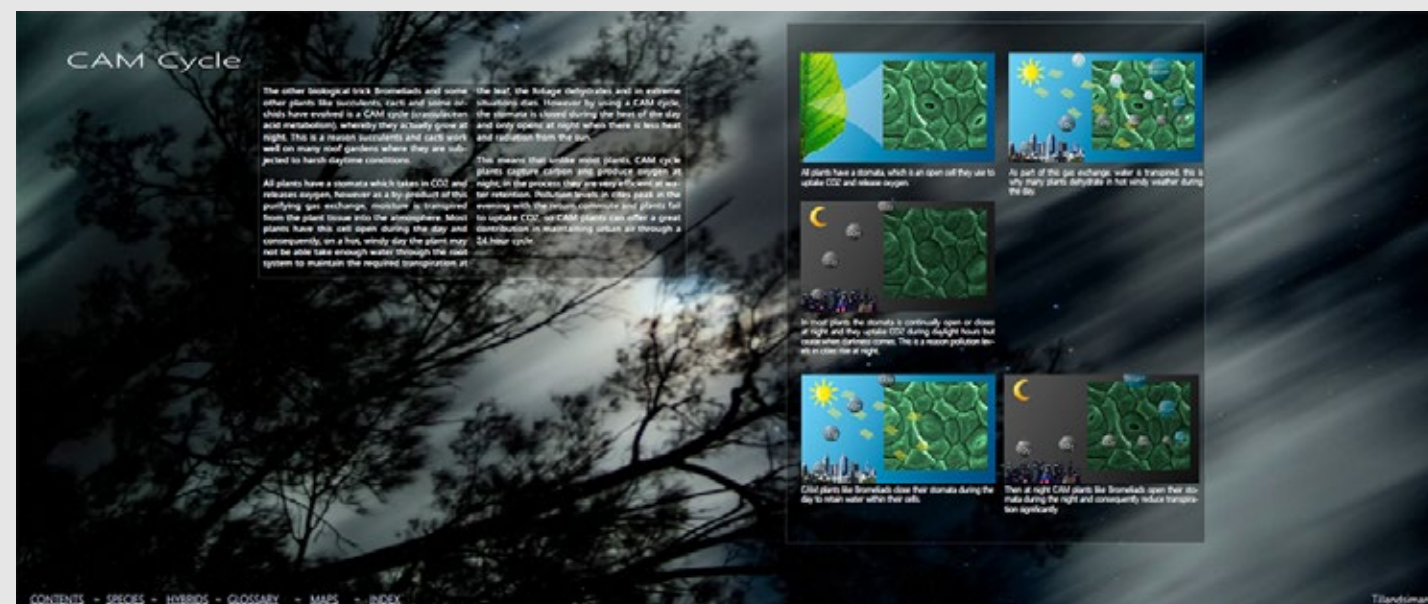 CAM Cycle
The other biological trick Bromeliads and some
other plants like succulents, cacti and some or-
chids have evolved is a CAM cycle (crassulacean
acid metabolism), whereby they actually grow at
night. This is a reason succulents and cacti work
well on many roof gardens where they are sub-
jected to harsh daytime conditions.
All plants have a stomata which takes in CO2 and
releases oxygen, however as a by-product of this
purifying gas exchange, moisture is transpired
from the plant tissue into the atmosphere. Most
plants have this cell open during the day and
consequently, on a hot, windy day the plant may
not be able take enough water through the root
system to maintain the required transpiration at
the leaf, the foliage dehydrates and in extreme
situations dies. However by using a CAM cycle,
the stomata is closed during the heat of the day
and only opens at night when there is less heat
and radiation from the sun.
This means that unlike most plants, CAM cycle
plants capture carbon and produce oxygen at
night, in the process they are very efficient at wa-
ter retention. Pollution levels in cites peak in the
evening with the return commute and plants fail
to uptake CO2, so CAM plants can offer a great
contribution in maintaining urban air through a
24 hour cycle.
All plants have a stomata, which is an open cell they use to
uptake CO2 and release oxygen.
As part of this gas exchange, water is transpired, this is
why many plants dehydrate in hot windy weather during
the day.
In most plants the stomata is continually open or closes
at night and they uptake CO2 during daylight hours but
cease when darkness comes. This is a reason pollution lev-
els in cities rise at night.
CAM plants like Bromeliads close their stomata during the
day to retain water within their cells.
Then at night CAM plants like Bromeliads open their sto-
mata during the night and consequently reduce transpira-
tion significantly.
CONTENTS - SPECIES - HYBRIDS - GLOSSARY - MAPS - INDEX